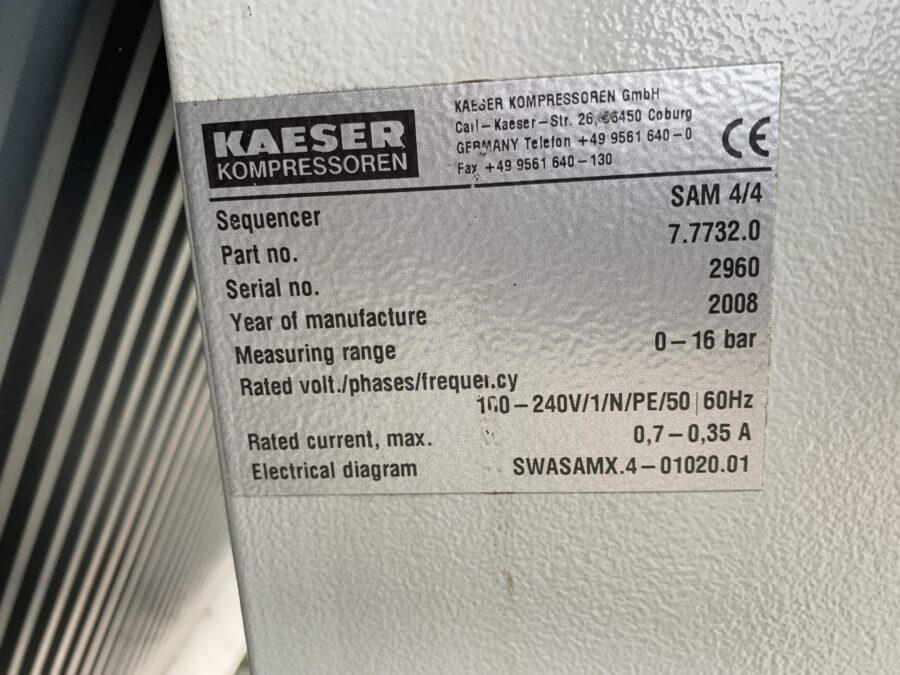 KAESER
KOMPRESSOREN
KAESER KOMPRESSOREN GmbH
Carl-Kaeser-Str. 26, 96450 Coburg
GERMANY Telefon +49 9561 640-0
Fax +49 9561 640-130
CE
Sequencer SAM 4/4
Part no. 7.7732.0
Serial no. 2960
Year of manufacture 2008
Measuring range 0-16 bar
Rated volt./phases/frequency
100-240V/1/N/PE/50|60Hz
Rated current, max. 0,7-0,35 A
Electrical diagram SWASAMX.4-01020.01